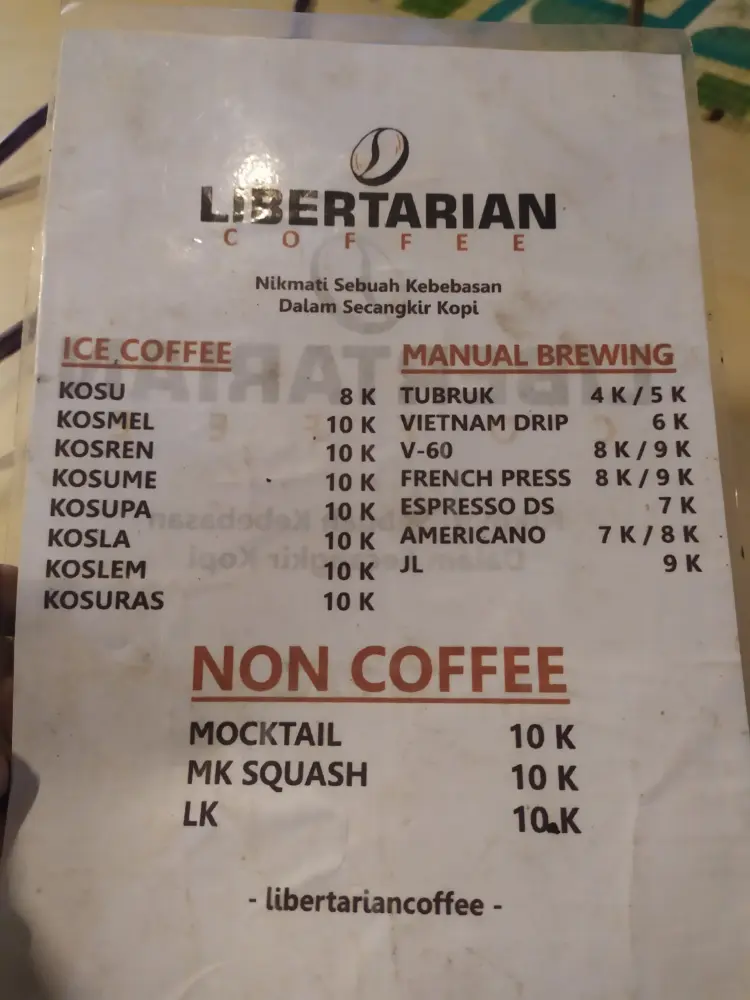 LIBERTARIAN
COFFEE
Nikmati Sebuah Kebebasan
Dalam Secangkir Kopi
ICE COFFEE
KOSU 8 K
KOSMEL 10 K
KOSREN 10 K
KOSUME 10 K
KOSUPA 10 K
KOSLA 10 K
KOSLEM 10 K
KOSURAS 10 K
MANUAL BREWING
TUBRUK 4 K / 5 K
VIETNAM DRIP 6 K
V-60 8 K / 9 K
FRENCH PRESS 8 K / 9 K
ESPRESSO DS 7 K
AMERICANO 7 K / 8 K
JL 9 K
NON COFFEE
MOCKTAIL 10 K
MK SQUASH 10 K
LK 10 K
- libertariancoffee -